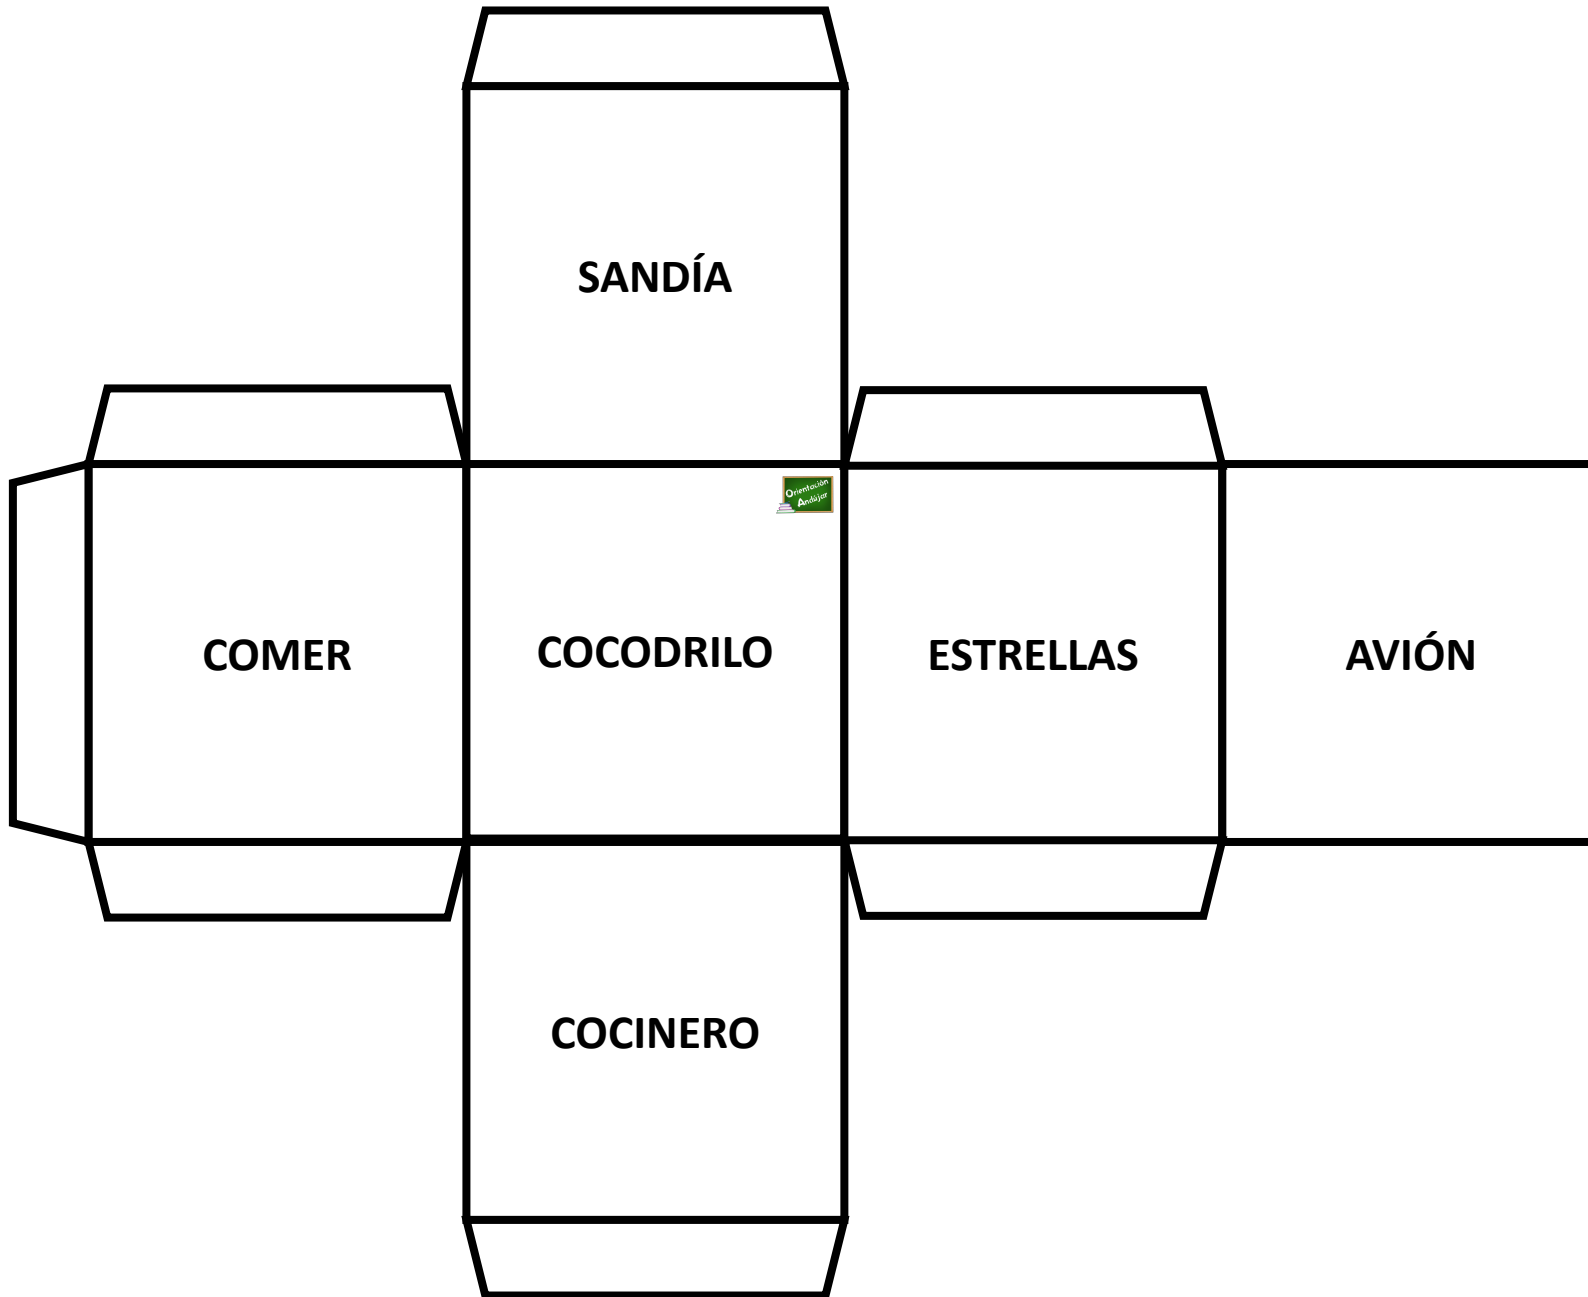 SANDÍA
Orientación
Andújar
COMER
COCODRILO
ESTRELLAS
AVIÓN
COCINERO